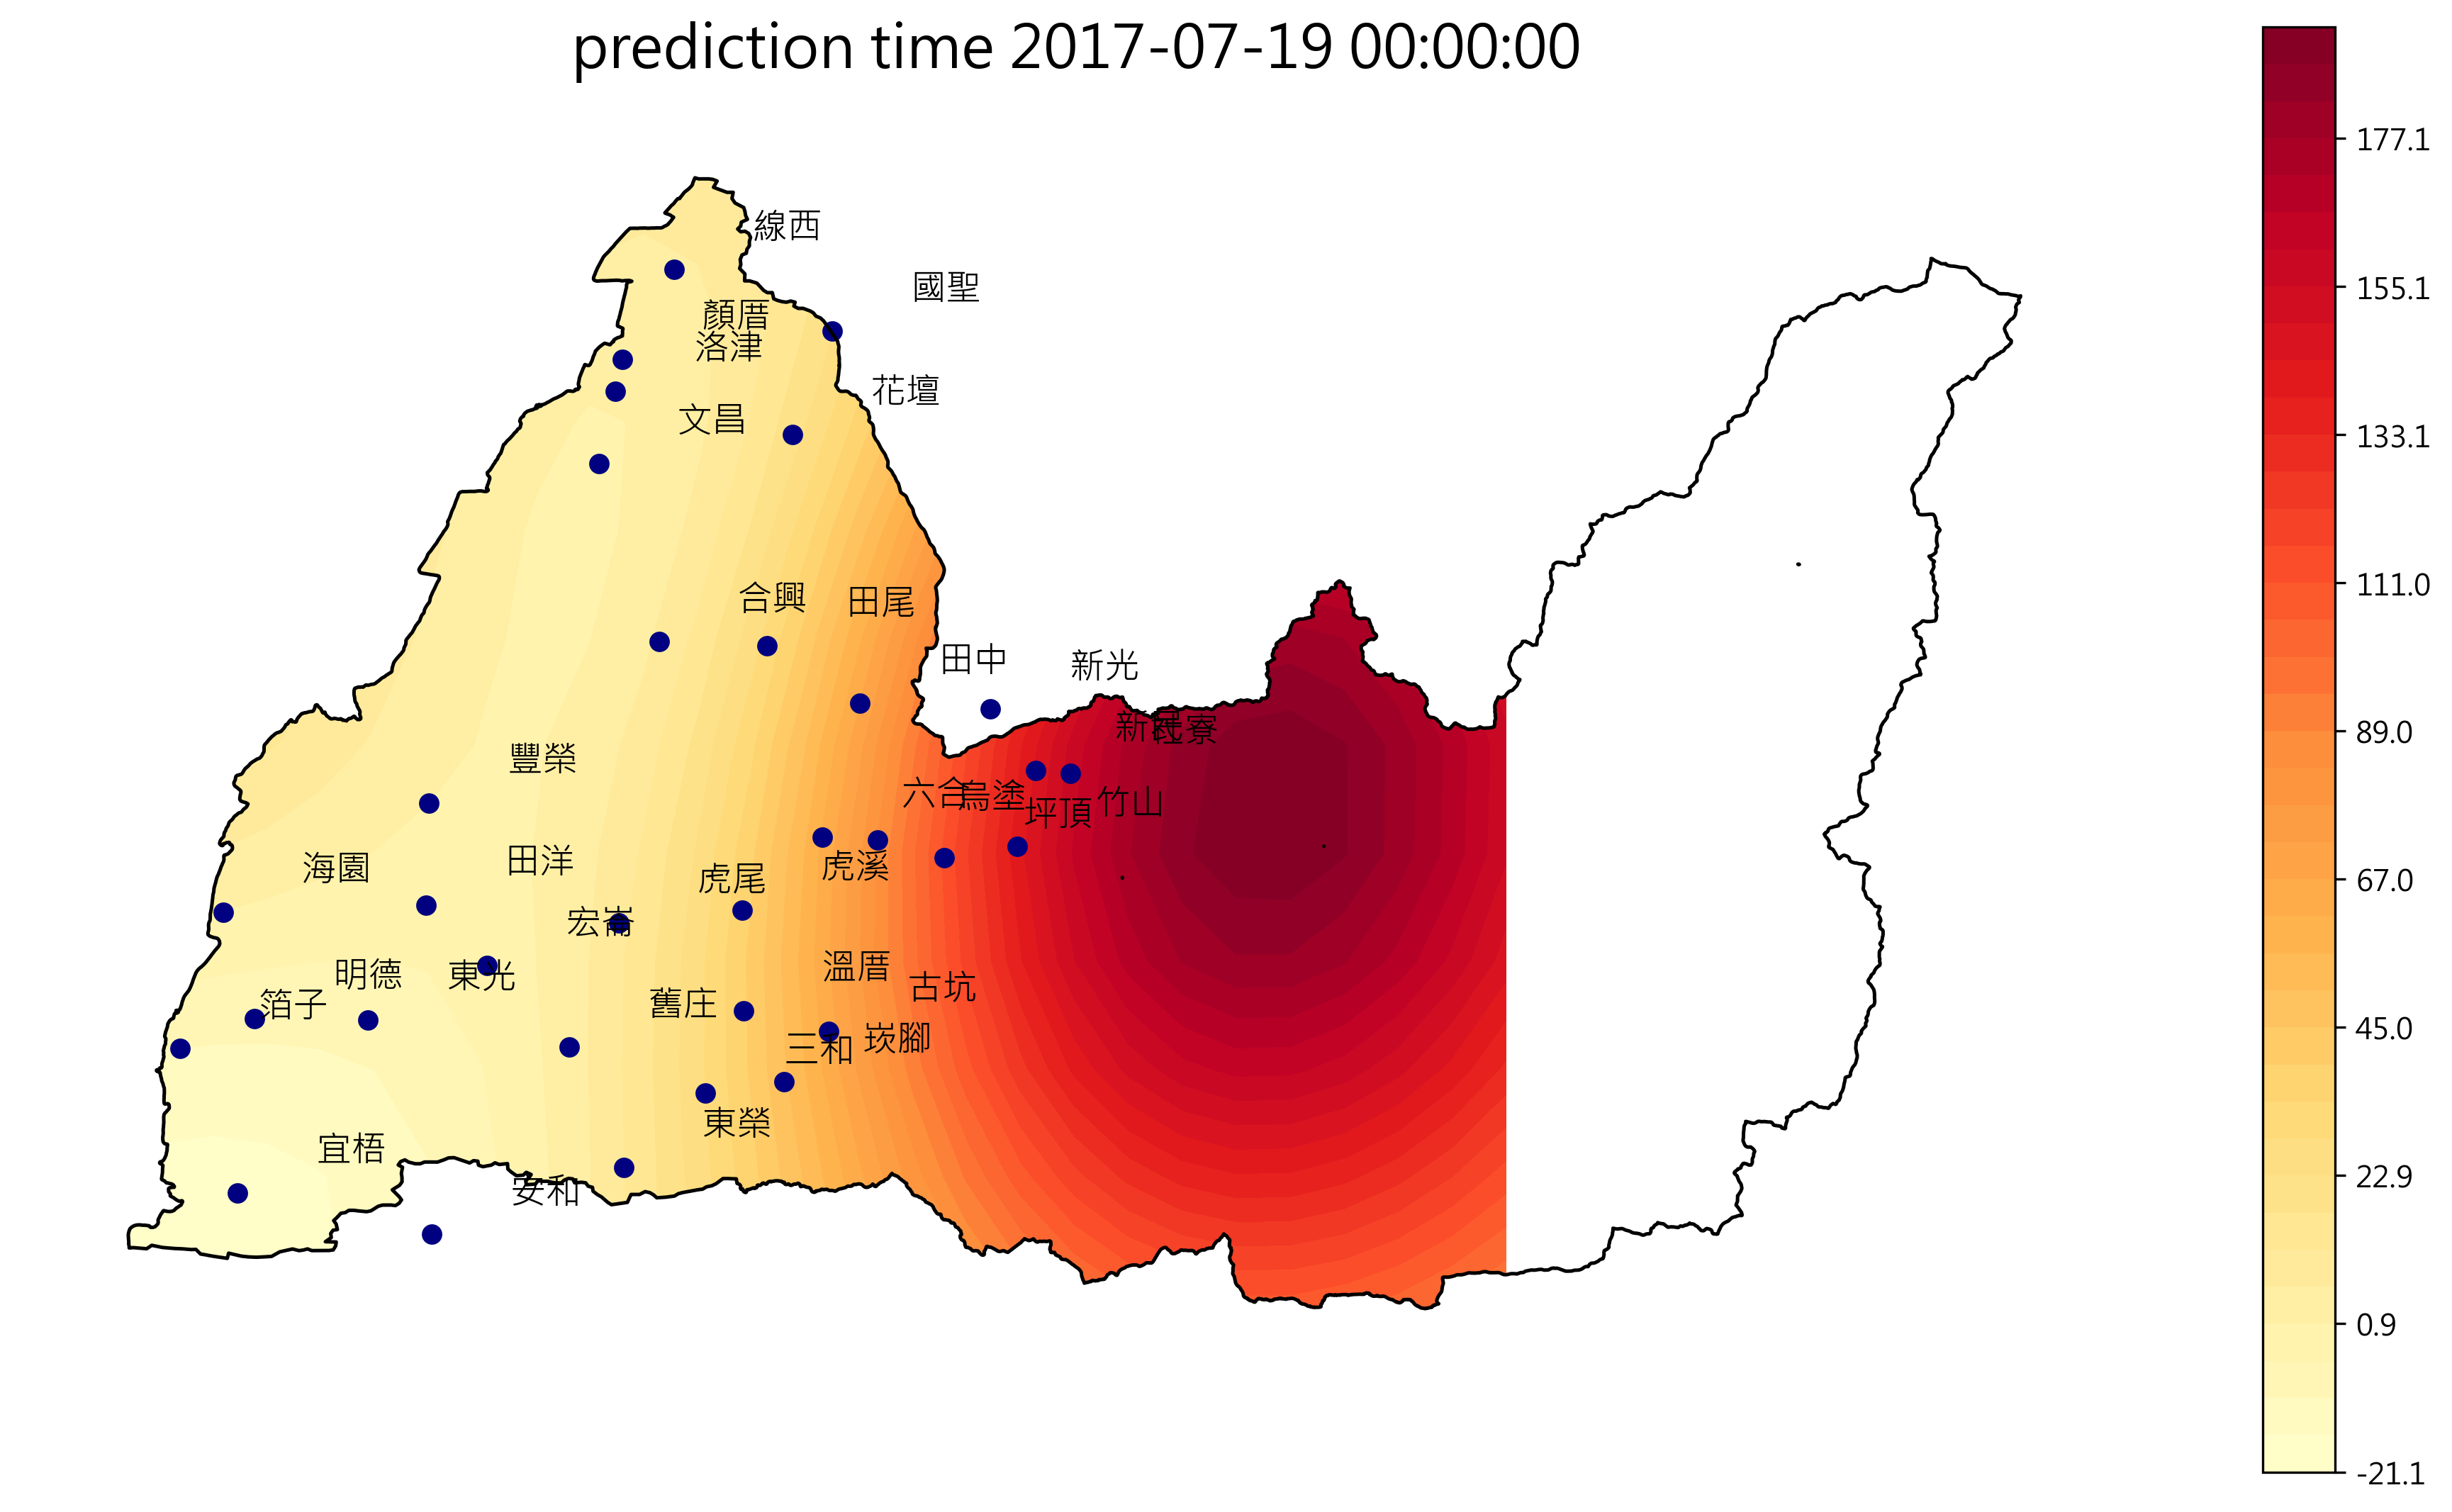 prediction time 2017-07-19 00:00:00
線西
國聖
顏厝
洛津
花壇
文昌
合興
田尾
田中
新光
新民
社寮
豐榮
六合
烏塗
坪頂
竹山
海園
田洋
虎尾
虎溪
宏崙
明德
東光
溫厝
古坑
箔子
舊庄
三和
崁腳
東榮
宜梧
安和
177.1
155.1
133.1
111.0
89.0
67.0
45.0
22.9
0.9
-21.1